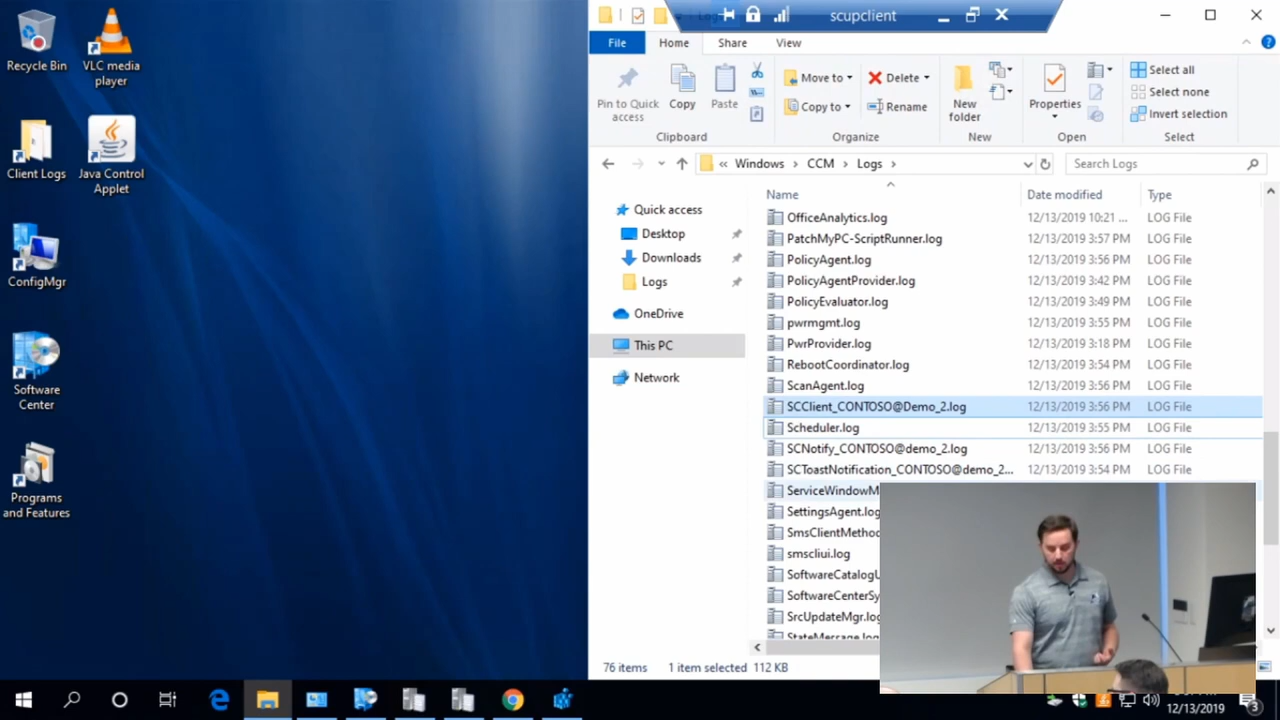 Recycle Bin
VLC media player
Client Logs
Java Control Applet
ConfigMgr
Software Center
Programs and Features
scupclient
File
Home
Share
View
Pin to Quick access
Copy
Paste
Clipboard
Move to
Copy to
Delete
Rename
Organize
New folder
New
Properties
Open
Select all
Select none
Invert selection
Select
« Windows › CCM › Logs ›
Search Logs
Quick access
Desktop
Downloads
Logs
OneDrive
This PC
Network
Name Date modified Type
OfficeAnalytics.log 12/13/2019 10:21 ... LOG File
PatchMyPC-ScriptRunner.log 12/13/2019 3:57 PM LOG File
PolicyAgent.log 12/13/2019 3:56 PM LOG File
PolicyAgentProvider.log 12/13/2019 3:42 PM LOG File
PolicyEvaluator.log 12/13/2019 3:49 PM LOG File
pwrmgmt.log 12/13/2019 3:55 PM LOG File
PwrProvider.log 12/13/2019 3:18 PM LOG File
RebootCoordinator.log 12/13/2019 3:54 PM LOG File
ScanAgent.log 12/13/2019 3:56 PM LOG File
SCClient_CONTOSO@Demo_2.log 12/13/2019 3:56 PM LOG File
Scheduler.log 12/13/2019 3:55 PM LOG File
SCNotify_CONTOSO@demo_2.log 12/13/2019 3:56 PM LOG File
SCToastNotification_CONTOSO@demo_2... 12/13/2019 3:54 PM LOG File
ServiceWindowM
SettingsAgent.log
SmsClientMethod
smscliui.log
SoftwareCatalogU
SoftwareCenterSy
SrcUpdateMgr.log
StateMessage.log
76 items 1 item selected 112 KB
12/13/2019
3